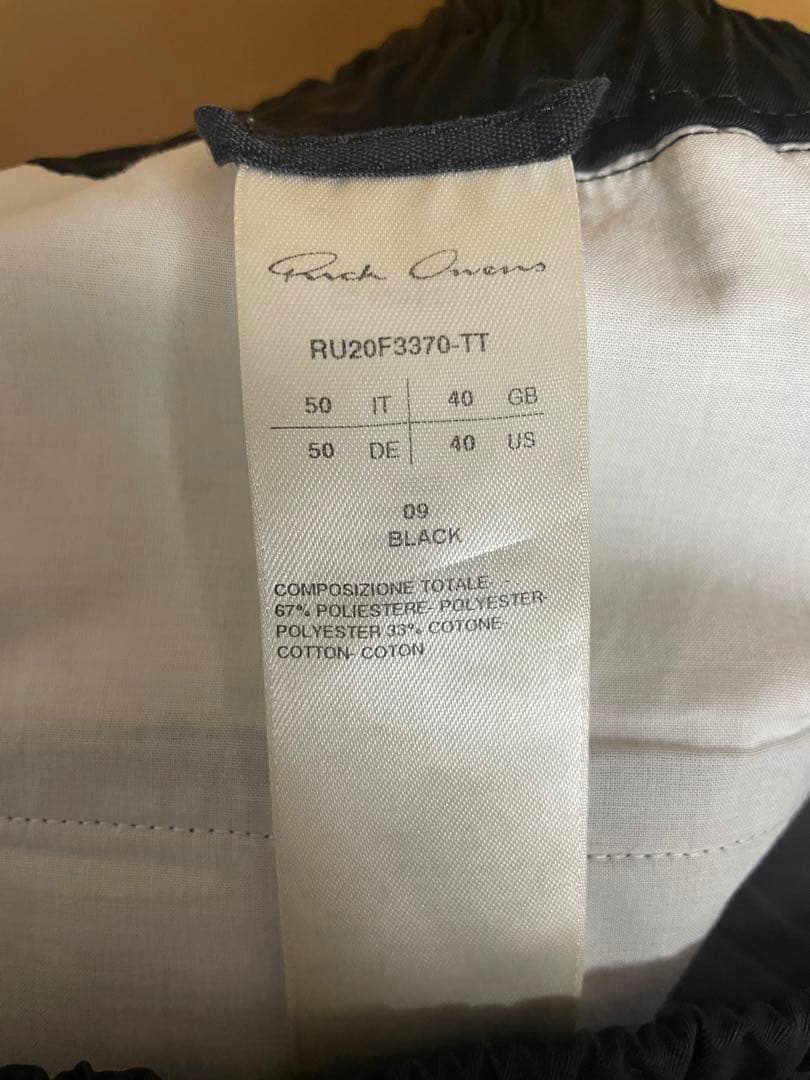 Rick Owens
RU20F3370-TT
50 IT 40 GB
50 DE 40 US
09
BLACK
COMPOSIZIONE TOTALE- -
67% POLIESTERE- POLYESTER-
POLYESTER 33% COTONE-
COTTON- COTON